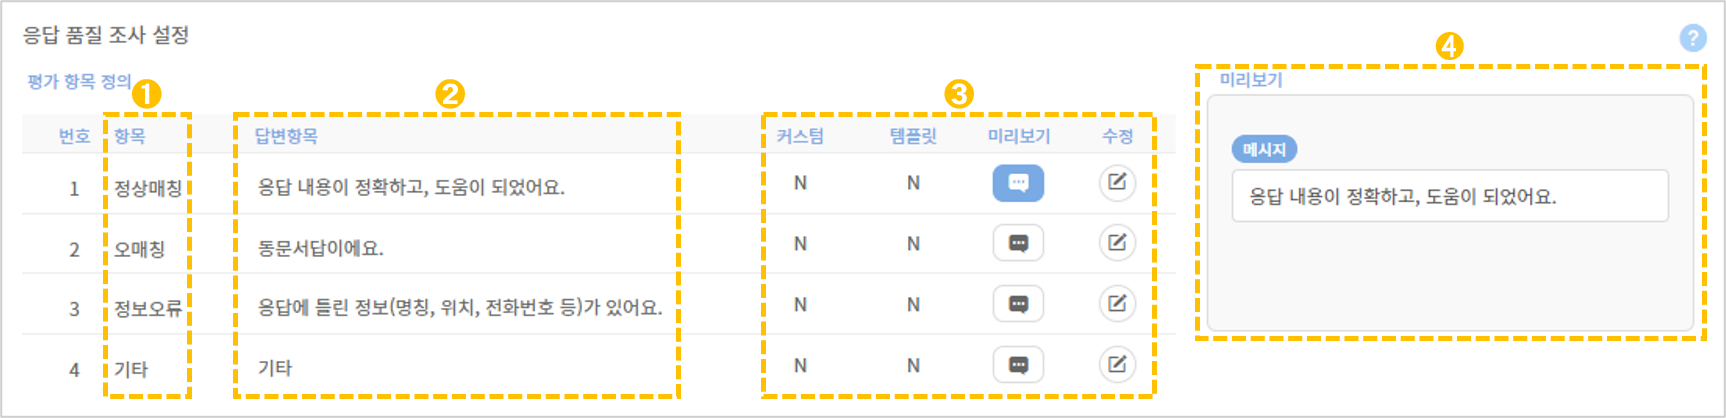 응답 품질 조사 설정
?
평가 항목 정의
1
2
3
4
미리보기
번호 항목 답변항목 커스텀 템플릿 미리보기 수정
메시지
1 정상매칭 응답 내용이 정확하고, 도움이 되었어요. N N
응답 내용이 정확하고, 도움이 되었어요.
2 오매칭 동문서답이에요. N N
3 정보오류 응답에 틀린 정보(명칭, 위치, 전화번호 등)가 있어요. N N
4 기타 기타 N N